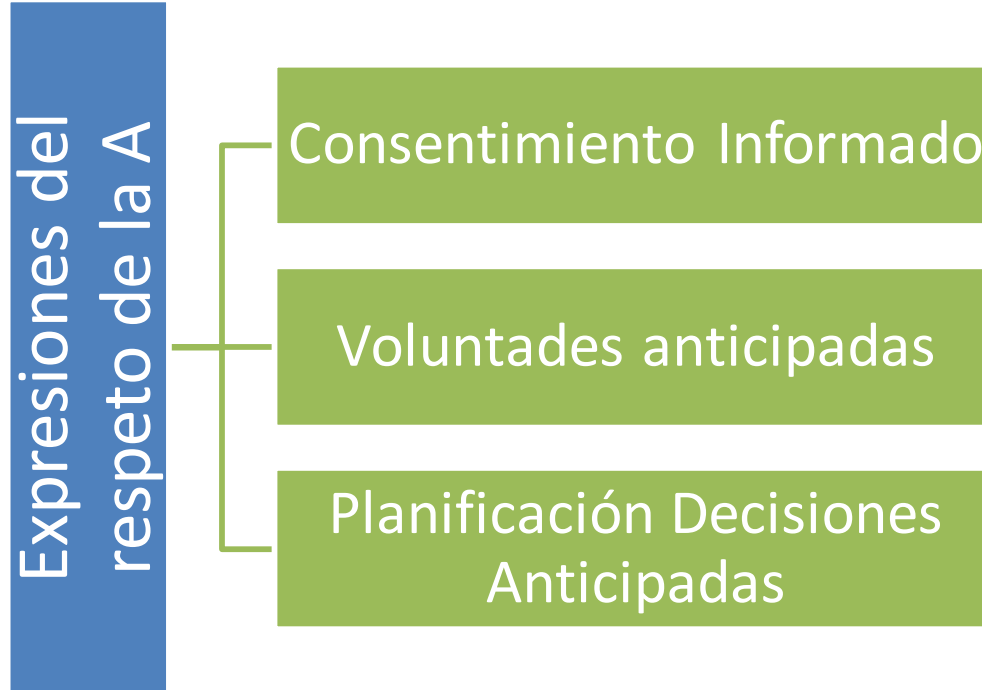 Expresiones del
respeto de la A
Consentimiento Informado
Voluntades anticipadas
Planificación Decisiones
Anticipadas